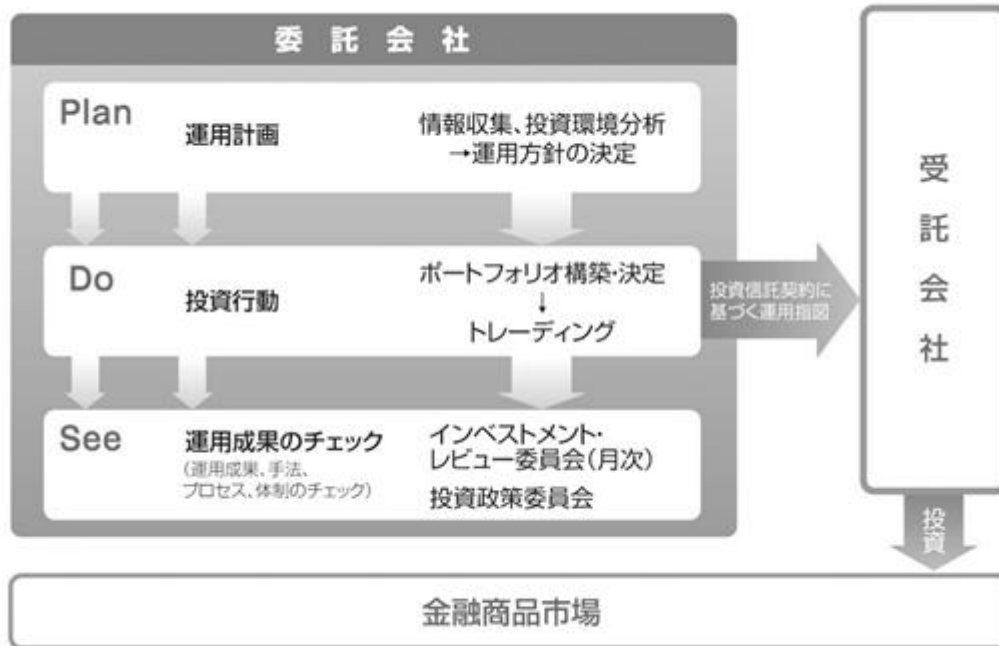 委託会社
Plan
運用計画
情報収集、投資環境分析
→運用方針の決定
Do
投資行動
ポートフォリオ構築・決定
↓
トレーディング
See
運用成果のチェック
(運用成果、手法、
プロセス、体制のチェック)
インベストメント・
レビュー委員会(月次)
投資政策委員会
投資信託契約に
基づく運用指図
受託会社
投資
金融商品市場